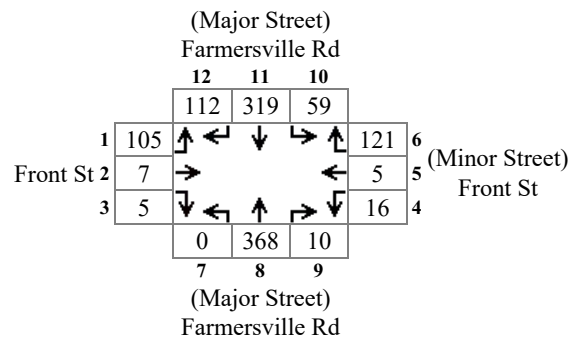 (Major Street)
Farmersville Rd
12 11 10
112 319 59
1 105 121 6
Front St 2 7 5 5 (Minor Street)
Front St
3 5 16 4
0 368 10
7 8 9
(Major Street)
Farmersville Rd